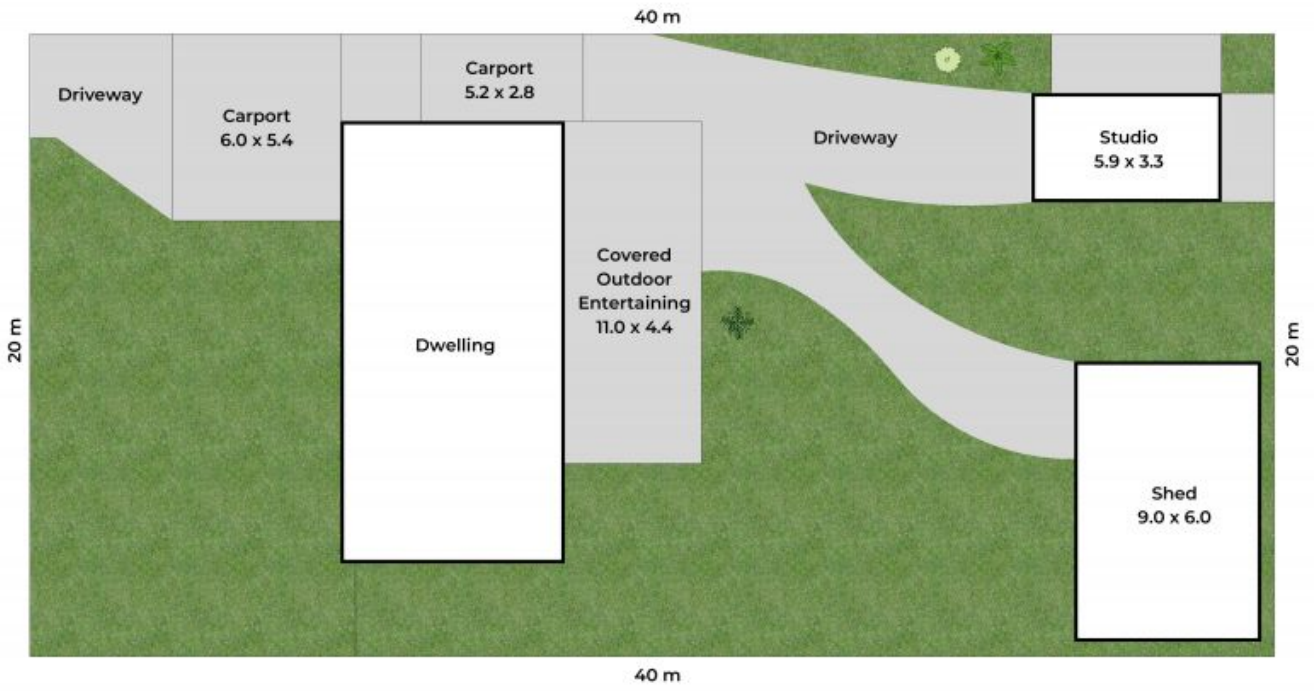 40 m
Driveway
Carport
6.0 x 5.4
Carport
5.2 x 2.8
Driveway
Studio
5.9 x 3.3
Covered
Outdoor
Entertaining
11.0 x 4.4
Dwelling
20 m
20 m
Shed
9.0 x 6.0
40 m